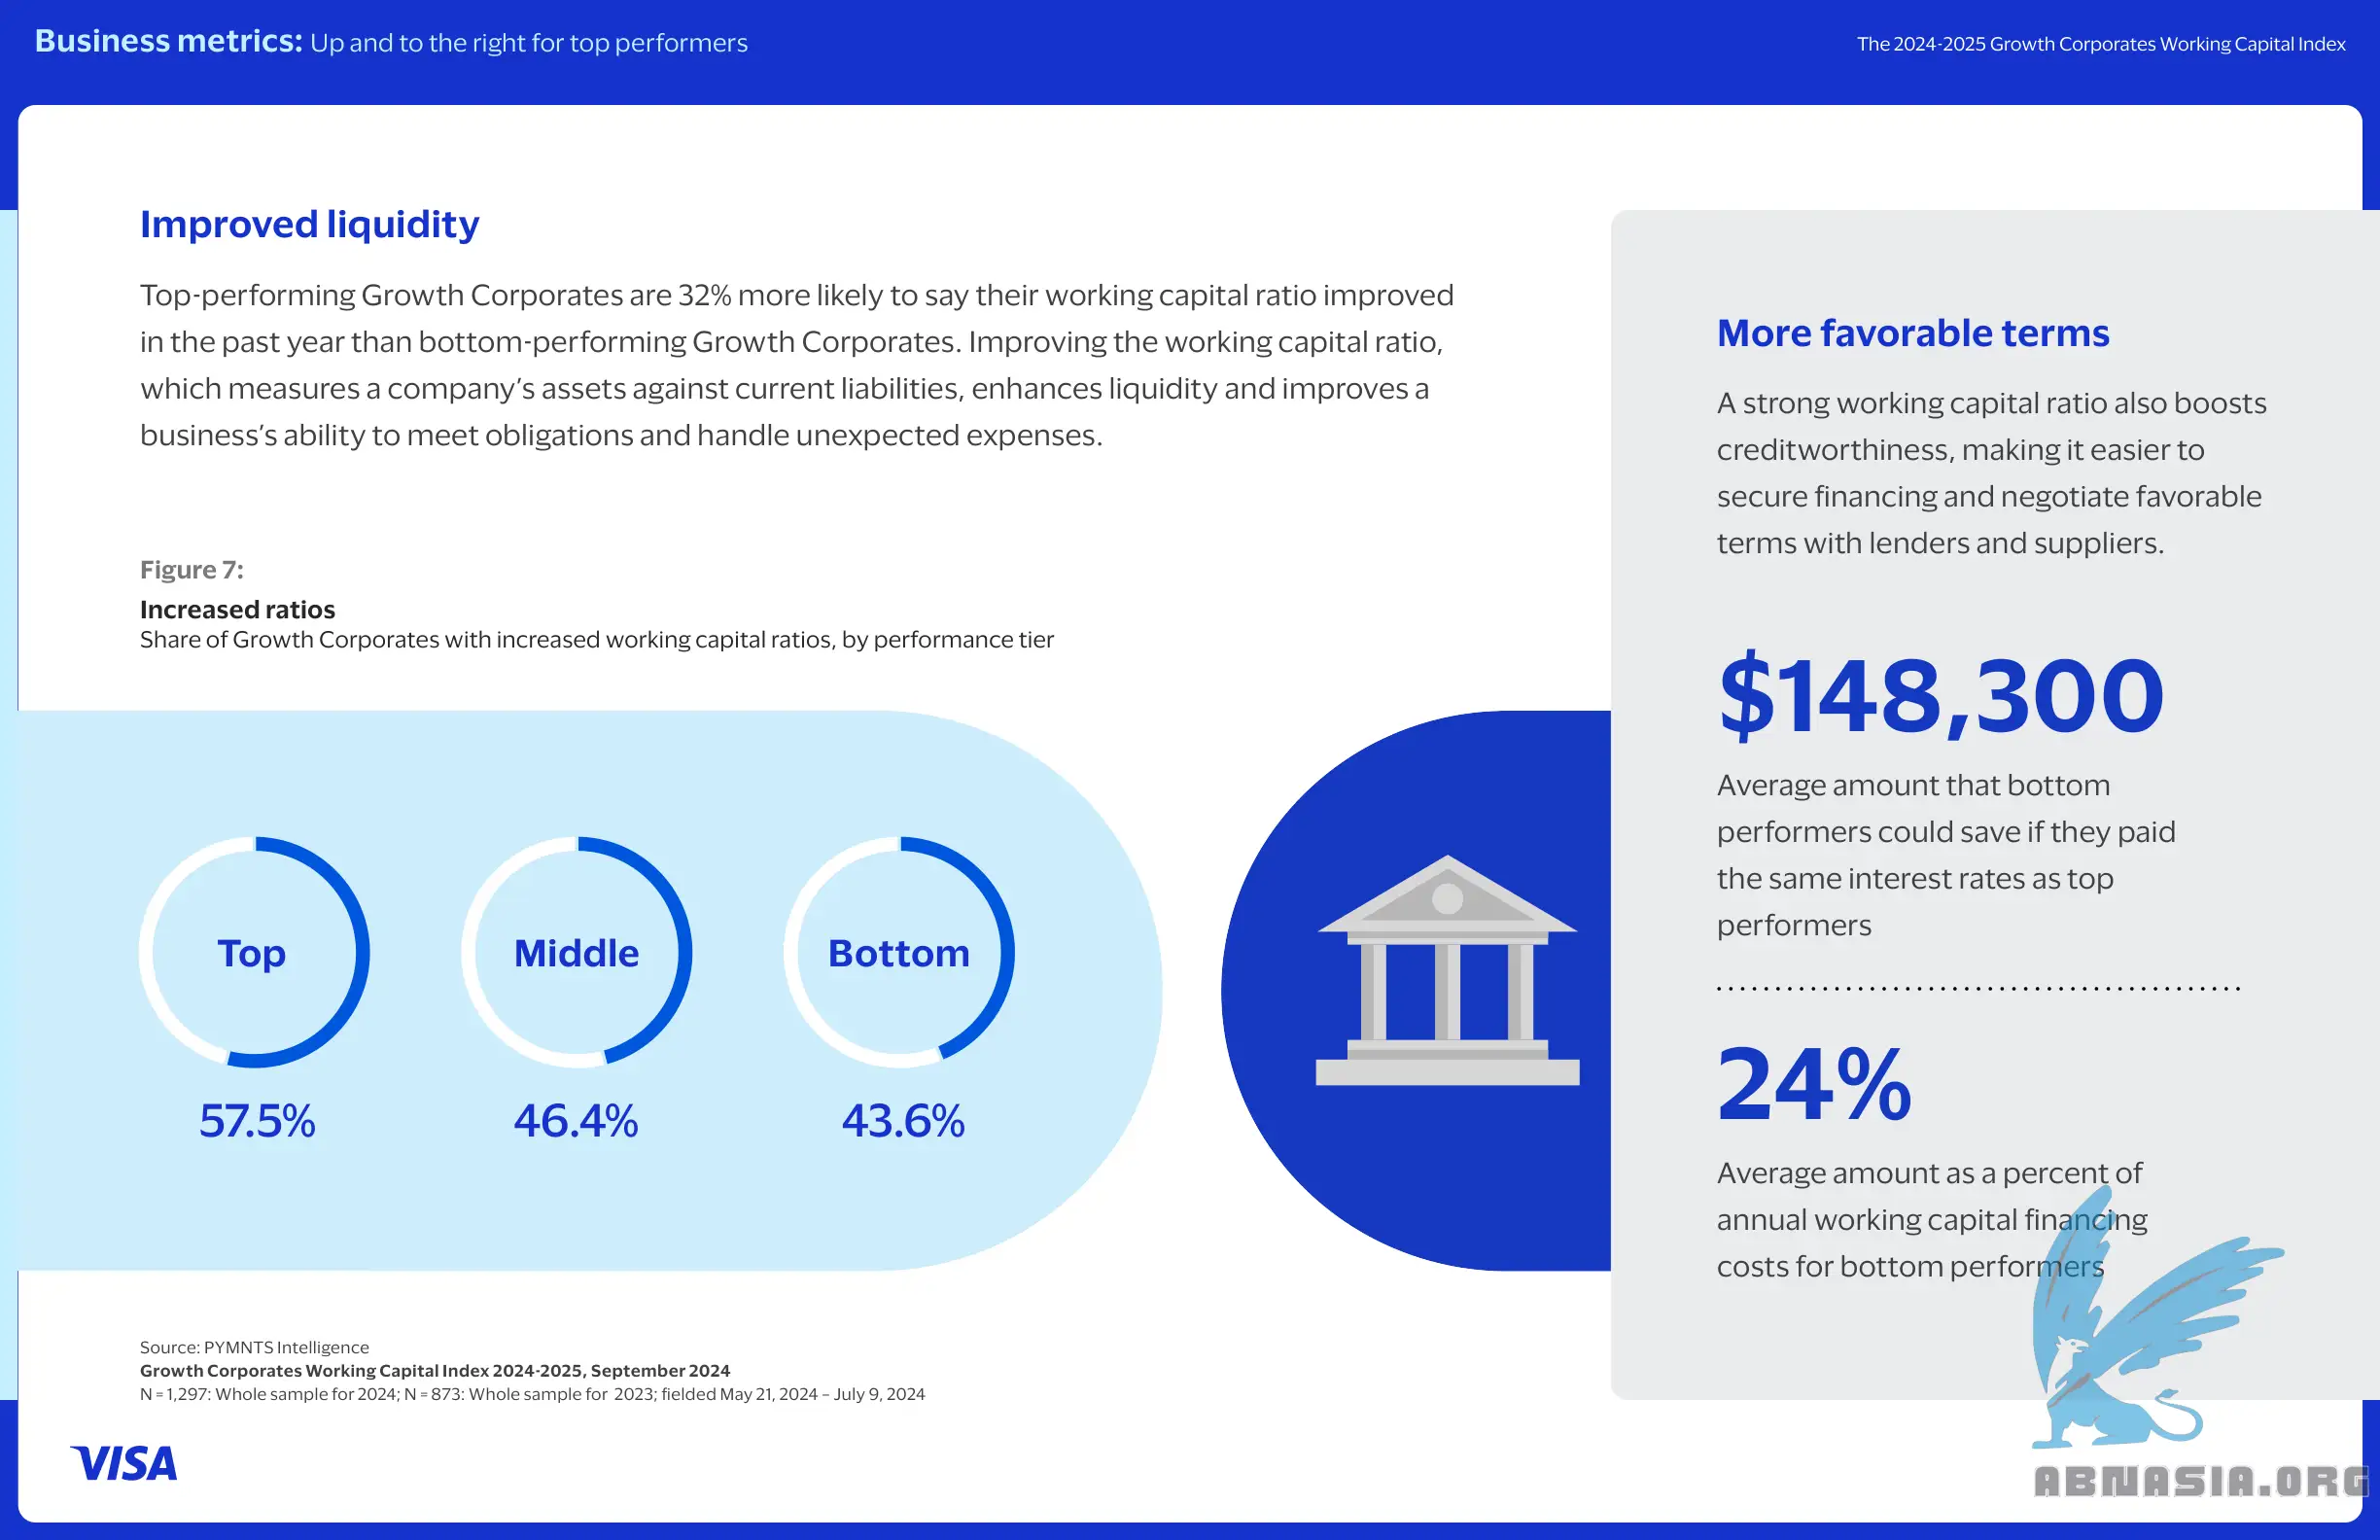 Business metrics: Up and to the right for top performers
The 2024-2025 Growth Corporates Working Capital Index
Improved liquidity
Top-performing Growth Corporates are 32% more likely to say their working capital ratio improved
in the past year than bottom-performing Growth Corporates. Improving the working capital ratio,
which measures a company’s assets against current liabilities, enhances liquidity and improves a
business’s ability to meet obligations and handle unexpected expenses.
Figure 7:
Increased ratios
Share of Growth Corporates with increased working capital ratios, by performance tier
Top
Middle
Bottom
57.5%
46.4%
43.6%
Source: PYMNTS Intelligence
Growth Corporates Working Capital Index 2024-2025, September 2024
N = 1,297: Whole sample for 2024; N = 873: Whole sample for 2023; fielded May 21, 2024 – July 9, 2024
VISA
More favorable terms
A strong working capital ratio also boosts
creditworthiness, making it easier to
secure financing and negotiate favorable
terms with lenders and suppliers.
$148,300
Average amount that bottom
performers could save if they paid
the same interest rates as top
performers
24%
Average amount as a percent of
annual working capital financing
costs for bottom performers
ABNASIA.ORG